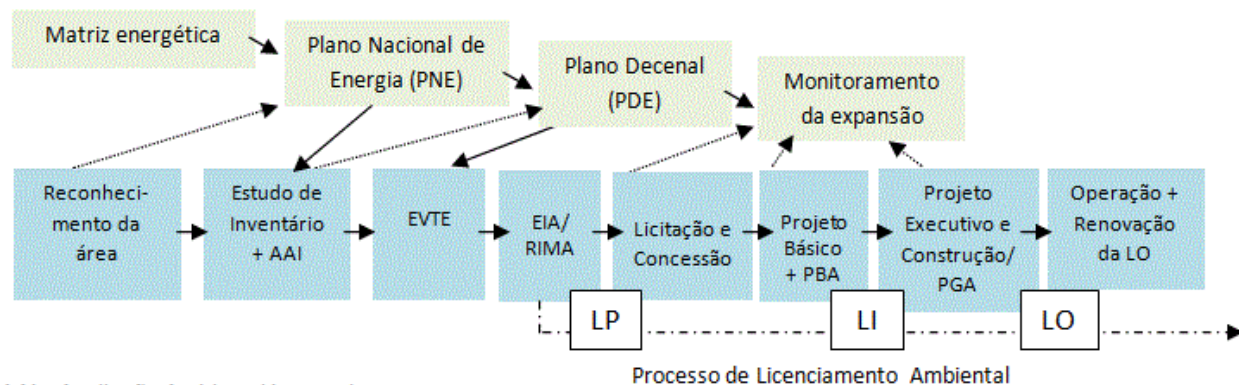 Matriz energética
Plano Nacional de
Energia (PNE)
Plano Decenal
(PDE)
Monitoramento
da expansão
Reconheci-
mento da
área
Estudo de
Inventário
+ AAI
EVTE
EIA/
RIMA
Licitação e
Concessão
Projeto
Básico
+ PBA
Projeto
Executivo e
Construção/
PGA
Operação +
Renovação
da LO
LP
LI
LO
Processo de Licenciamento Ambiental